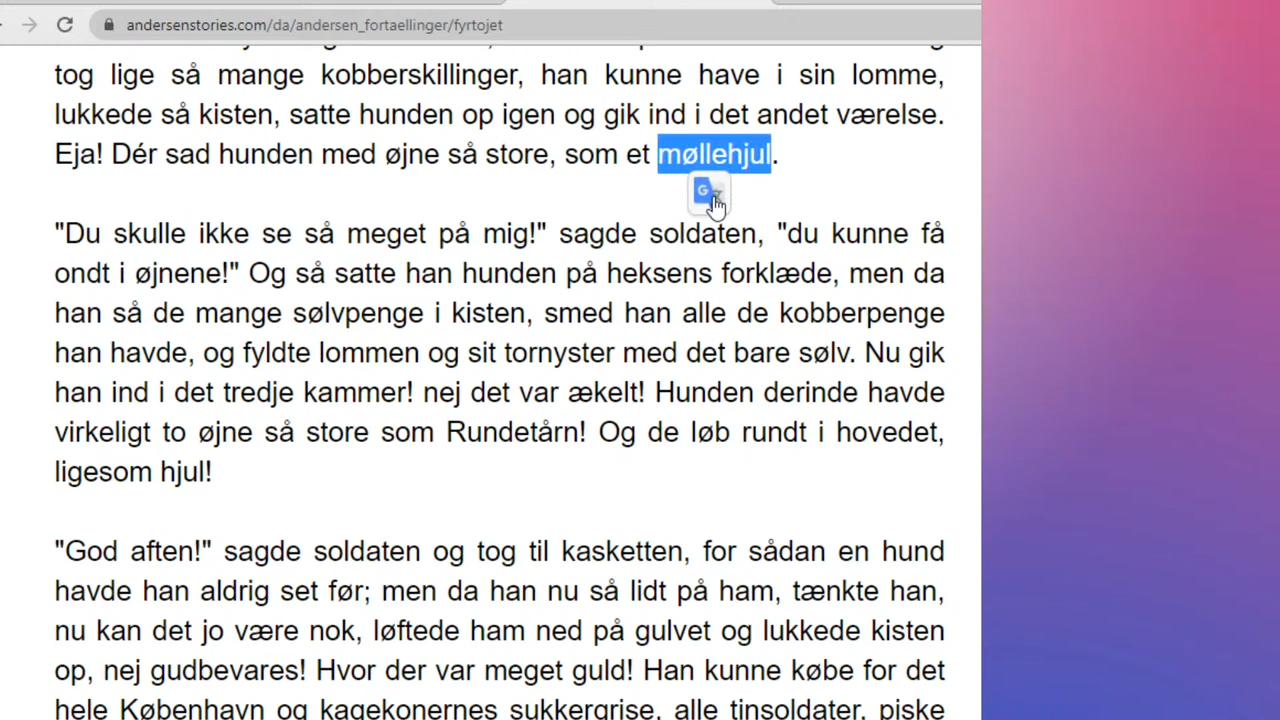 andersenstories.com/da/andersen_fortaellinger/fyrtojet
tog lige så mange kobberskillinger, han kunne have i sin lomme,
lukkede så kisten, satte hunden op igen og gik ind i det andet værelse.
Eja! Dér sad hunden med øjne så store, som et møllehjul.
"Du skulle ikke se så meget på mig!" sagde soldaten, "du kunne få
ondt i øjnene!" Og så satte han hunden på heksens forklæde, men da
han så de mange sølvpenge i kisten, smed han alle de kobberpenge
han havde, og fyldte lommen og sit tornyster med det bare sølv. Nu gik
han ind i det tredje kammer! nej det var ækelt! Hunden derinde havde
virkeligt to øjne så store som Rundetårn! Og de løb rundt i hovedet,
ligesom hjul!
"God aften!" sagde soldaten og tog til kasketten, for sådan en hund
havde han aldrig set før; men da han nu så lidt på ham, tænkte han,
nu kan det jo være nok, løftede ham ned på gulvet og lukkede kisten
op, nej gudbevares! Hvor der var meget guld! Han kunne købe for det
hele København og kagekonernes sukkergrise, alle tinsoldater, piske